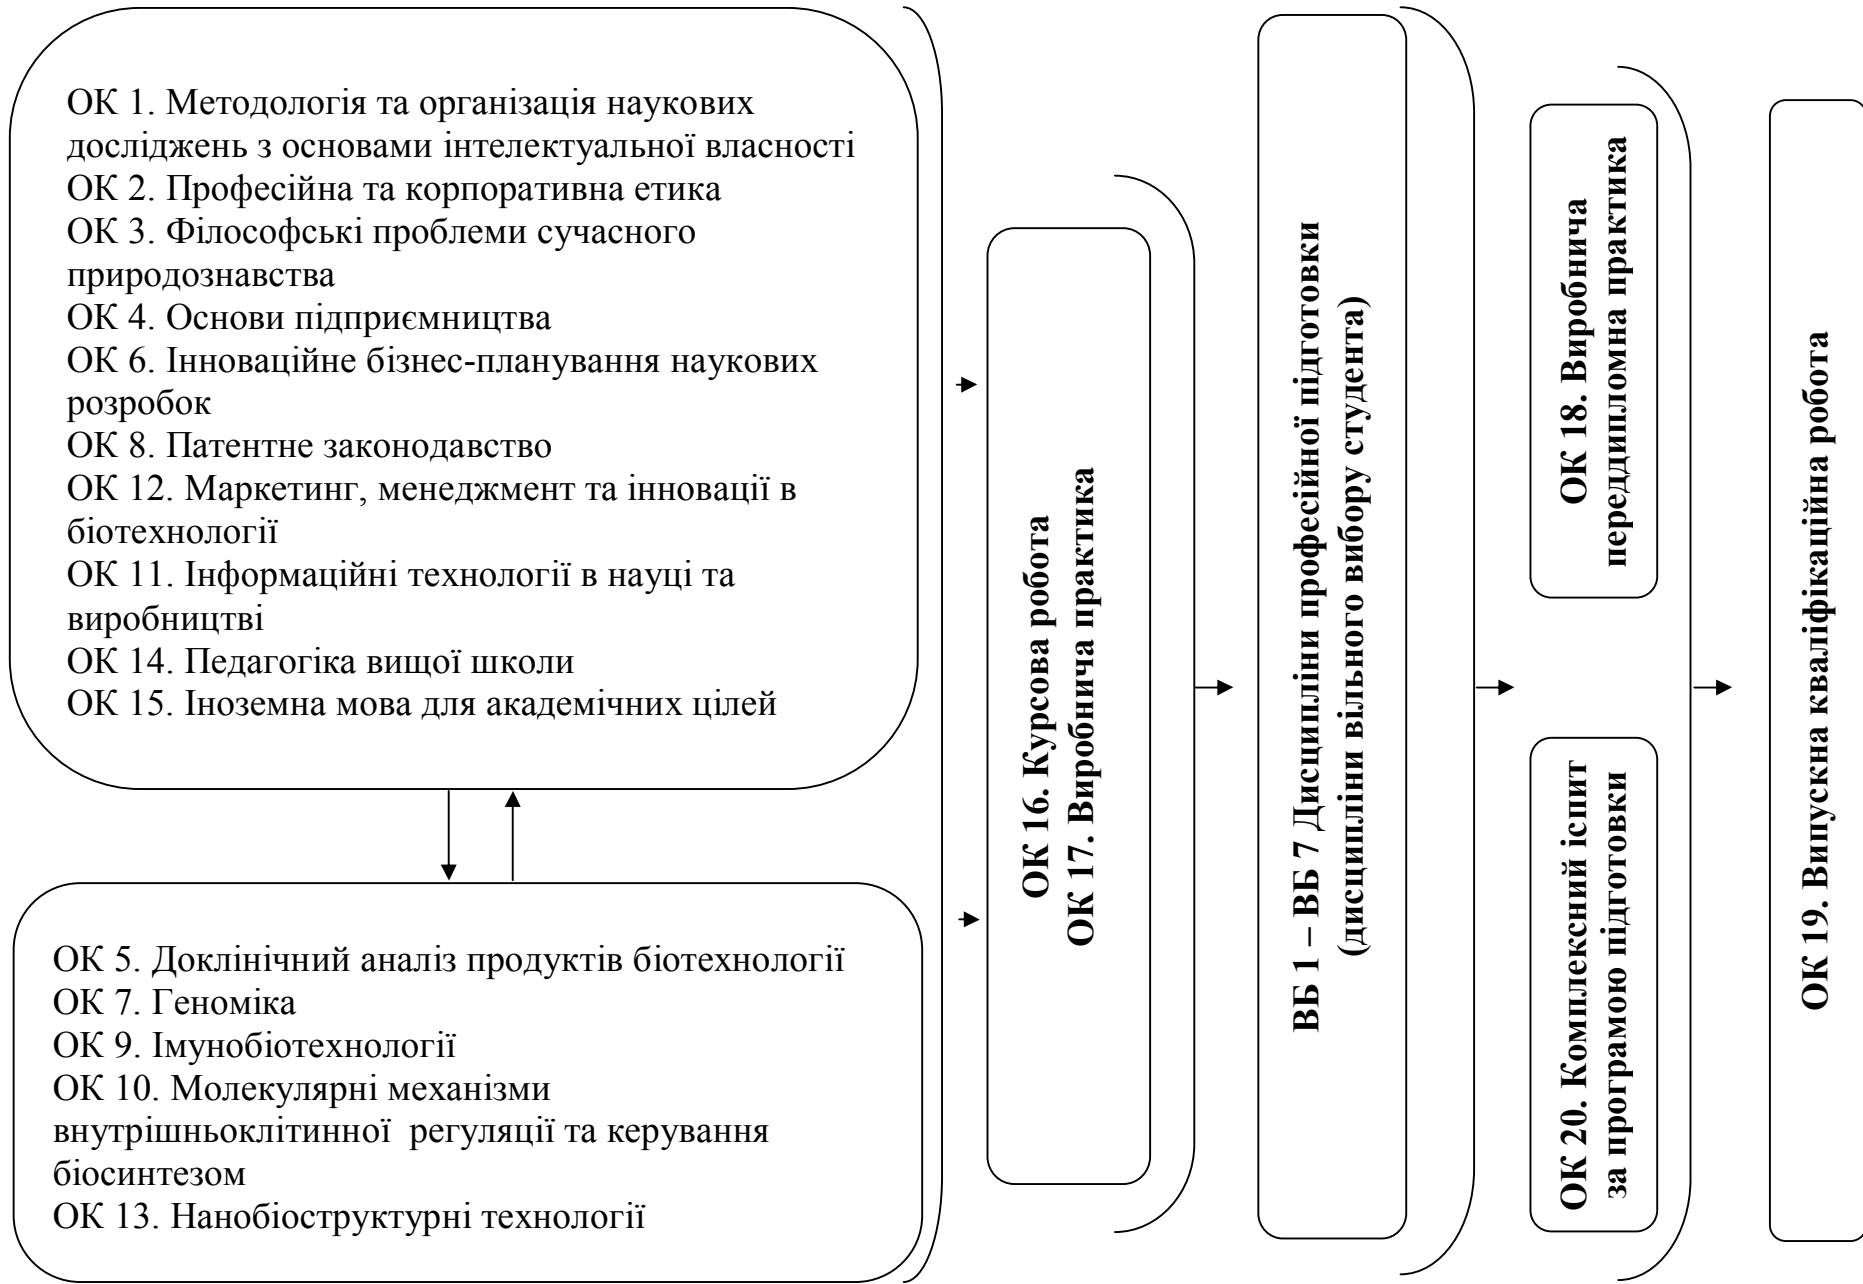 ОК 1. Методологія та організація наукових
досліджень з основами інтелектуальної власності
ОК 2. Професійна та корпоративна етика
ОК 3. Філософські проблеми сучасного
природознавства
ОК 4. Основи підприємництва
ОК 6. Інноваційне бізнес-планування наукових
розробок
ОК 8. Патентне законодавство
ОК 12. Маркетинг, менеджмент та інновації в
біотехнології
ОК 11. Інформаційні технології в науці та
виробництві
ОК 14. Педагогіка вищої школи
ОК 15. Іноземна мова для академічних цілей
ОК 5. Доклінічний аналіз продуктів біотехнології
ОК 7. Геноміка
ОК 9. Імунобіотехнології
ОК 10. Молекулярні механізми
внутрішньоклітинної регуляції та керування
біосинтезом
ОК 13. Нанобіоструктурні технології
ОК 16. Курсова робота
ОК 17. Виробнича практика
ВБ 1 – ВБ 7 Дисципліни професійної підготовки
(дисципліни вільного вибору студента)
ОК 18. Виробнича
переддипломна практика
ОК 20. Комплексний іспит
за програмою підготовки
ОК 19. Випускна кваліфікаційна робота